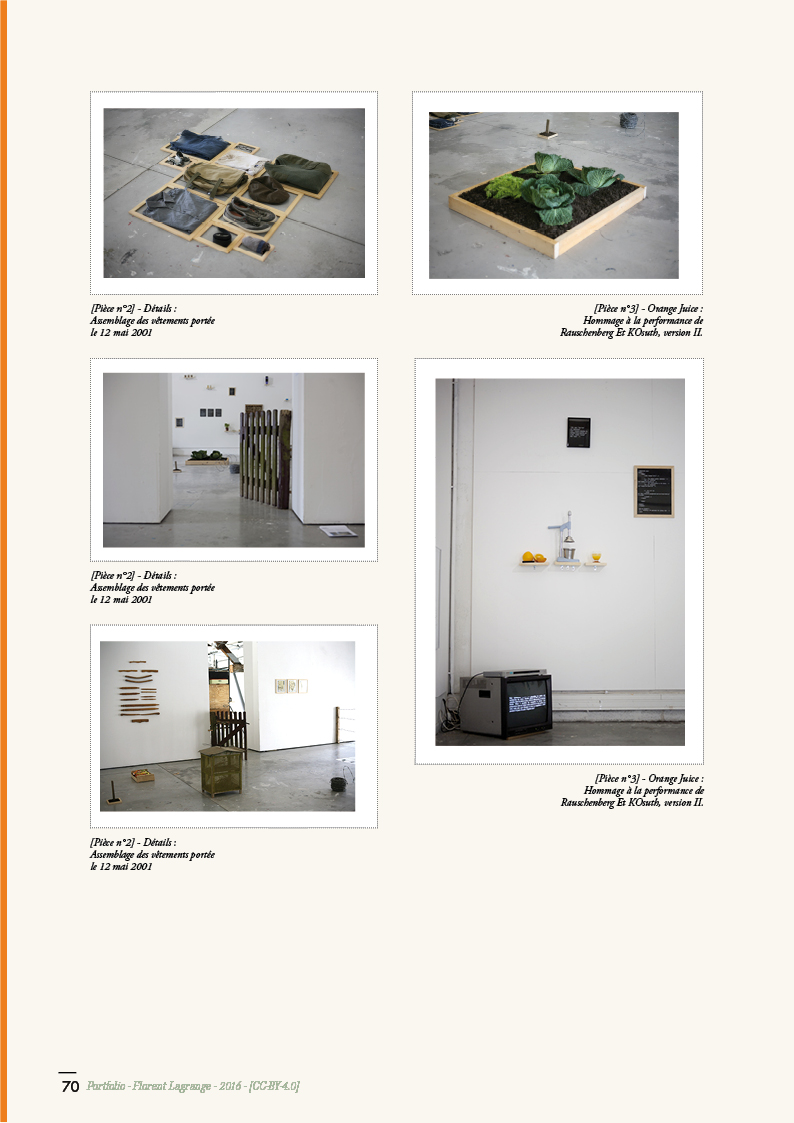 [Pièce n°2] - Détails :
Assemblage des vêtements portée
le 12 mai 2001
[Pièce n°3] - Orange Juice :
Hommage à la performance de
Rauschenberg Et KOsuth, version II.
[Pièce n°2] - Détails :
Assemblage des vêtements portée
le 12 mai 2001
[Pièce n°3] - Orange Juice :
Hommage à la performance de
Rauschenberg Et KOsuth, version II.
[Pièce n°2] - Détails :
Assemblage des vêtements portée
le 12 mai 2001
70 Portfolio - Florent Lagrange - 2016 - [CC-BY-4.0]